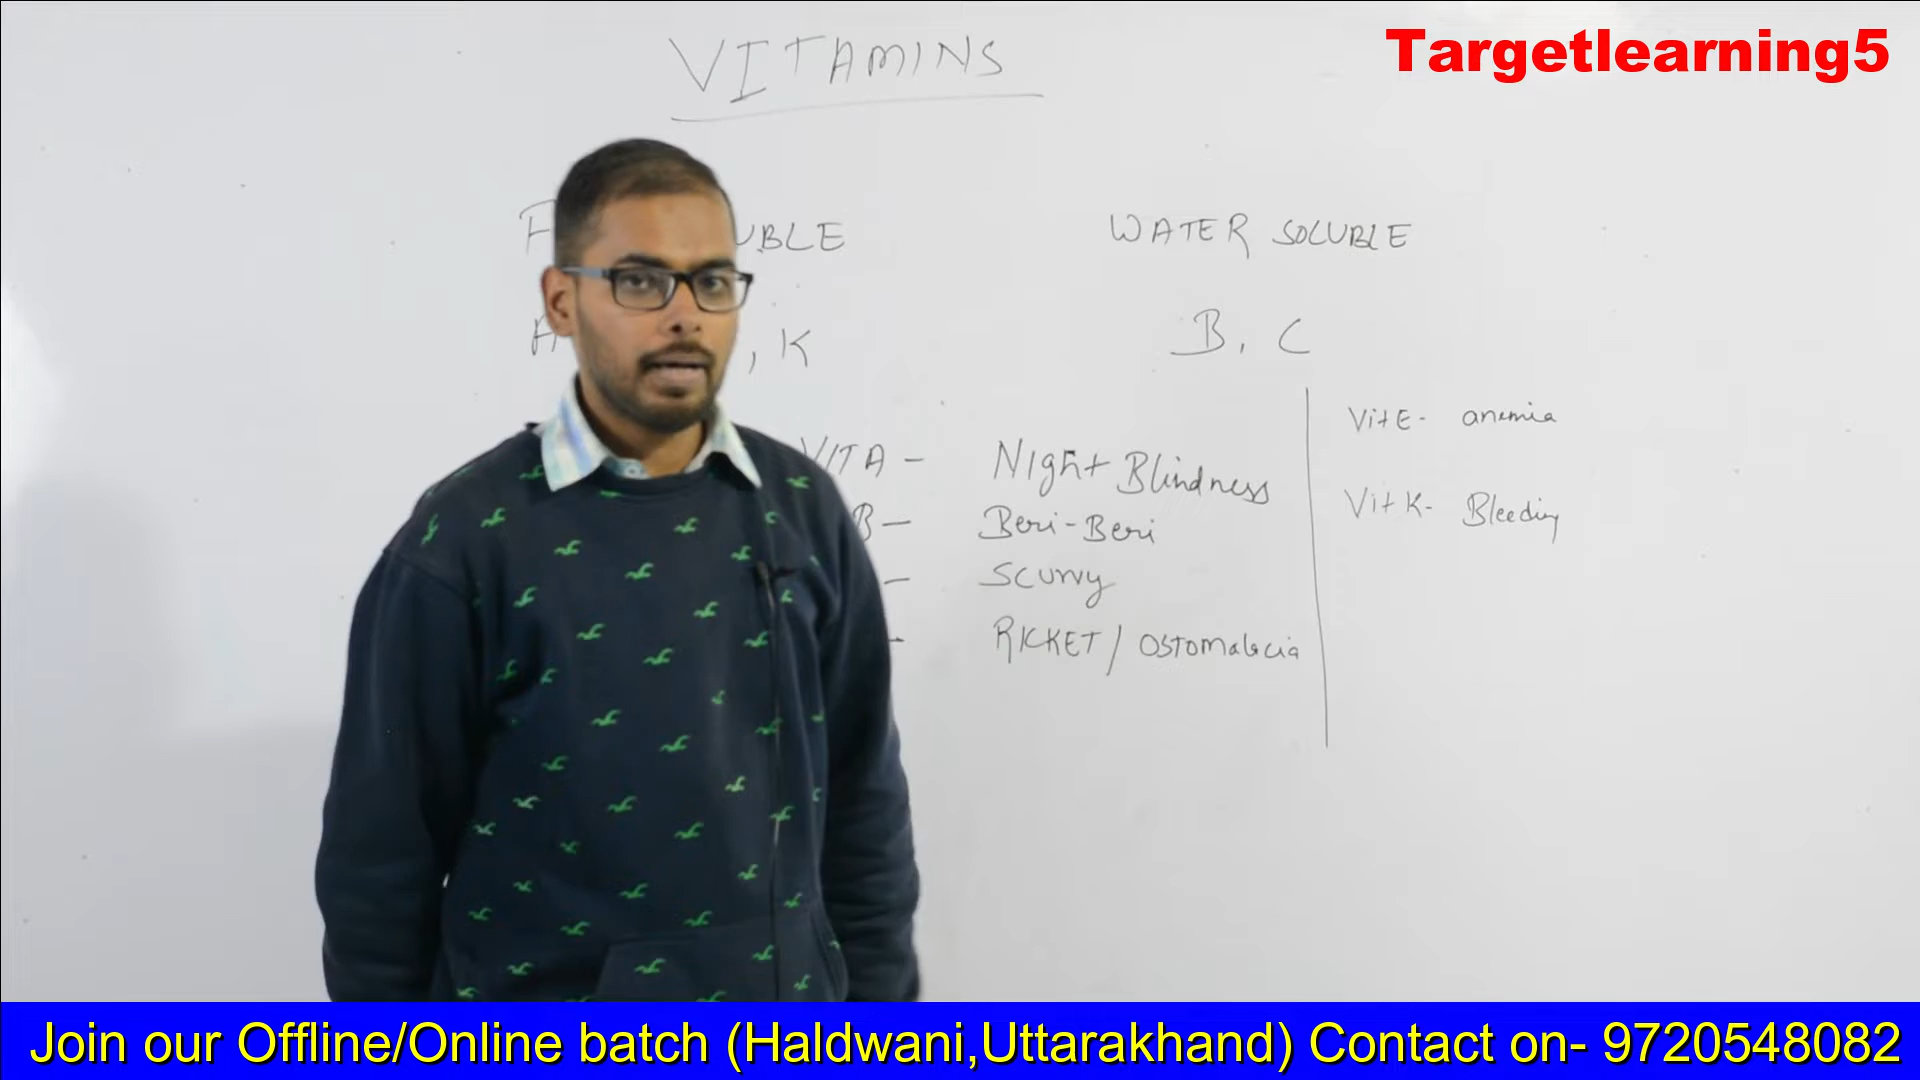 Targetlearning5
VITAMINS
UBLE
WATER SOLUBLE
, K
B, C
VIT A - Night Blindness
B - Beri-Beri
- Scurvy
- RICKET / OSTOMalacia
Vit E - anemia
Vit K - Bleeding
Join our Offline/Online batch (Haldwani,Uttarakhand) Contact on- 9720548082